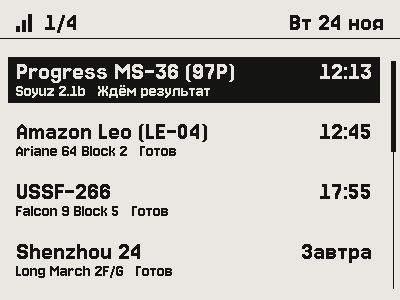 1/4 Вт 24 ноя
Progress MS-36 (97P) 12:13
Soyuz 2.1b Ждём результат
Amazon Leo (LE-04) 12:45
Ariane 64 Block 2 Готов
USSF-266 17:55
Falcon 9 Block 5 Готов
Shenzhou 24 Завтра
Long March 2F/G Готов